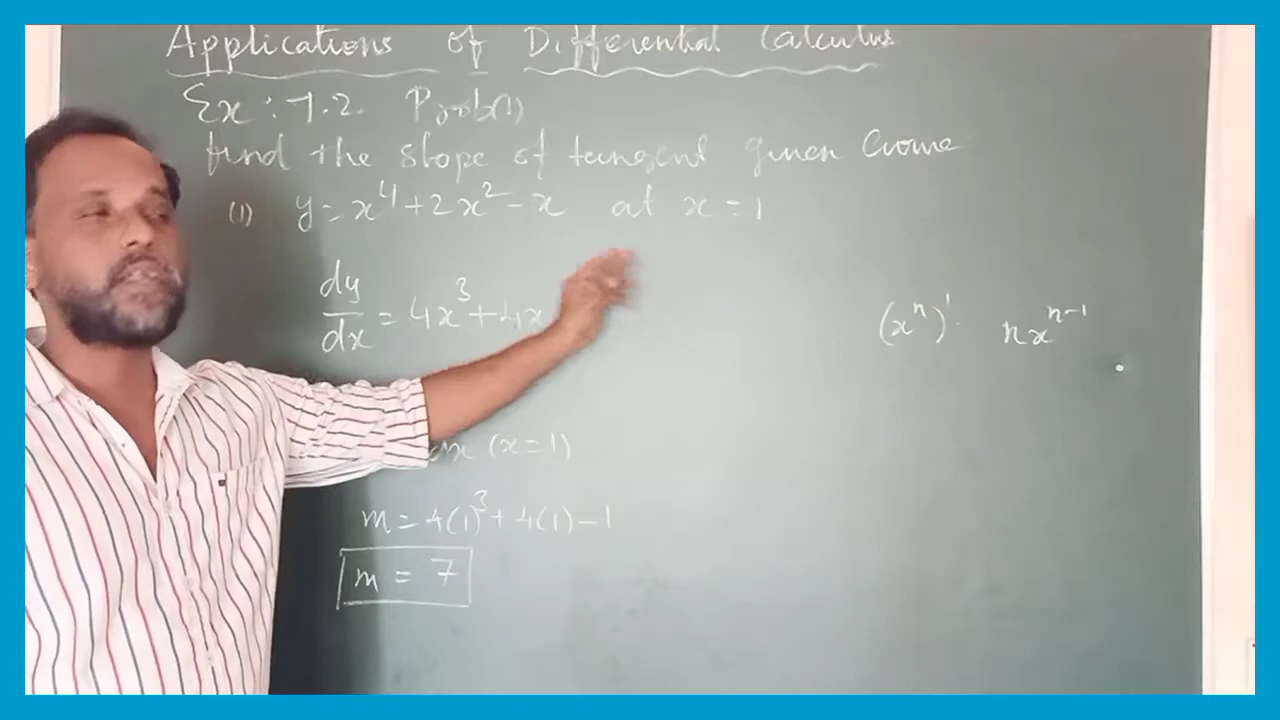 Applications of Differential Calculus
Ex: 7.2. Prob(1)
find the slope of tangent given Curve
(1) y = x⁴ + 2x² - x at x = 1
dy/dx = 4x³ + 4x
(xⁿ)' nxⁿ⁻¹
(x = 1)
m = 4(1)³ + 4(1) - 1
m = 7